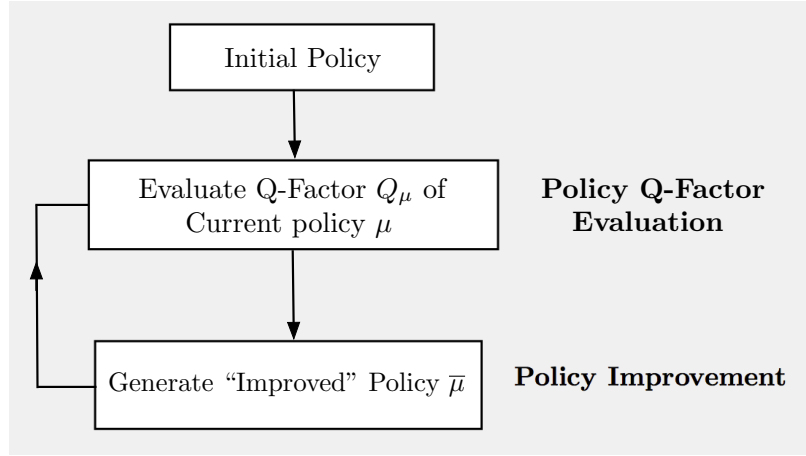 Initial Policy
Evaluate Q-Factor Qμ of
Current policy μ
Policy Q-Factor
Evaluation
Generate “Improved” Policy μ̅
Policy Improvement